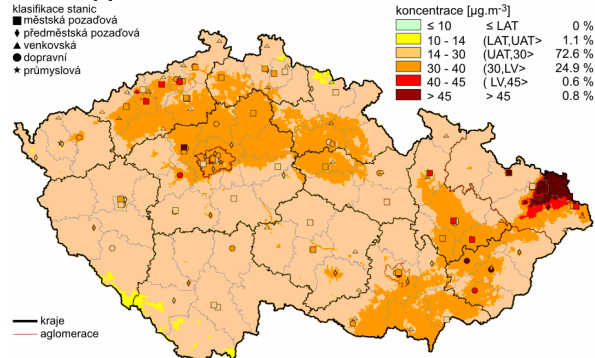 klasifikace stanic
městská pozaďová
předměstská pozaďová
venkovská
dopravní
průmyslová
koncentrace [µg.m-3]
≤ 10 ≤ LAT 0 %
10 - 14 (LAT,UAT> 1.1 %
14 - 30 (UAT,30> 72.6 %
30 - 40 (30,LV> 24.9 %
40 - 45 ( LV,45> 0.6 %
> 45 > 45 0.8 %
kraje
aglomerace